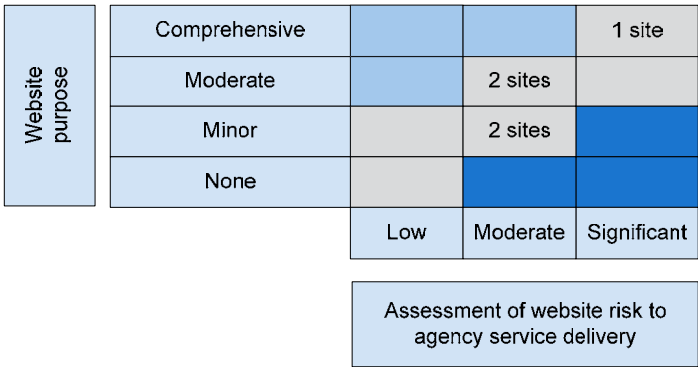 Website
purpose
Comprehensive
1 site
Moderate
2 sites
Minor
2 sites
None
Low
Moderate
Significant
Assessment of website risk to
agency service delivery